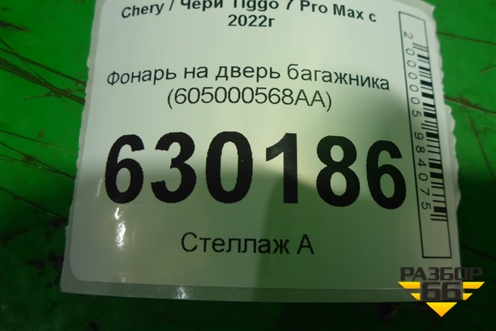 Chery / Чери Tiggo 7 Pro Max с
2022г
Фонарь на дверь багажника
(605000568AA)
630186
Стеллаж А
2000005984075
РАЗБОР
66